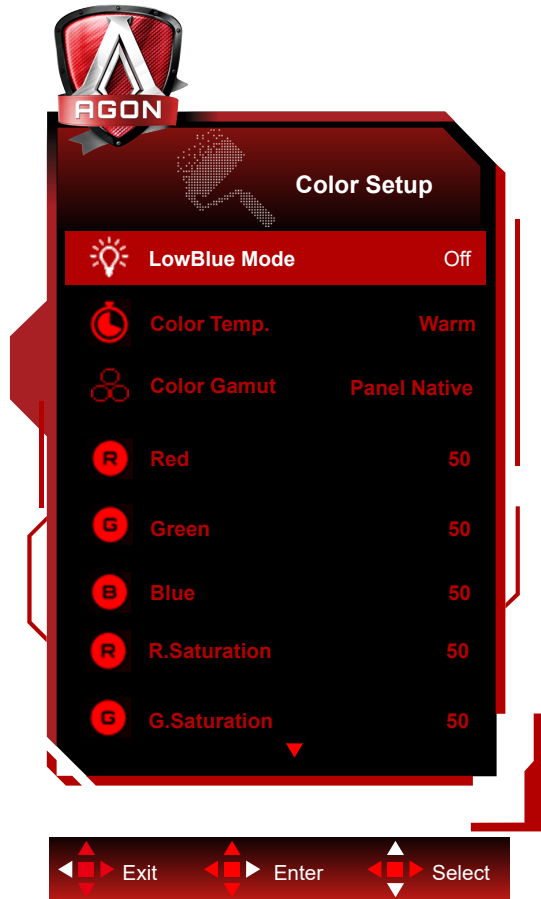 AGON
Color Setup
LowBlue Mode Off
Color Temp. Warm
Color Gamut Panel Native
R Red 50
G Green 50
B Blue 50
R R.Saturation 50
G G.Saturation 50
Exit Enter Select